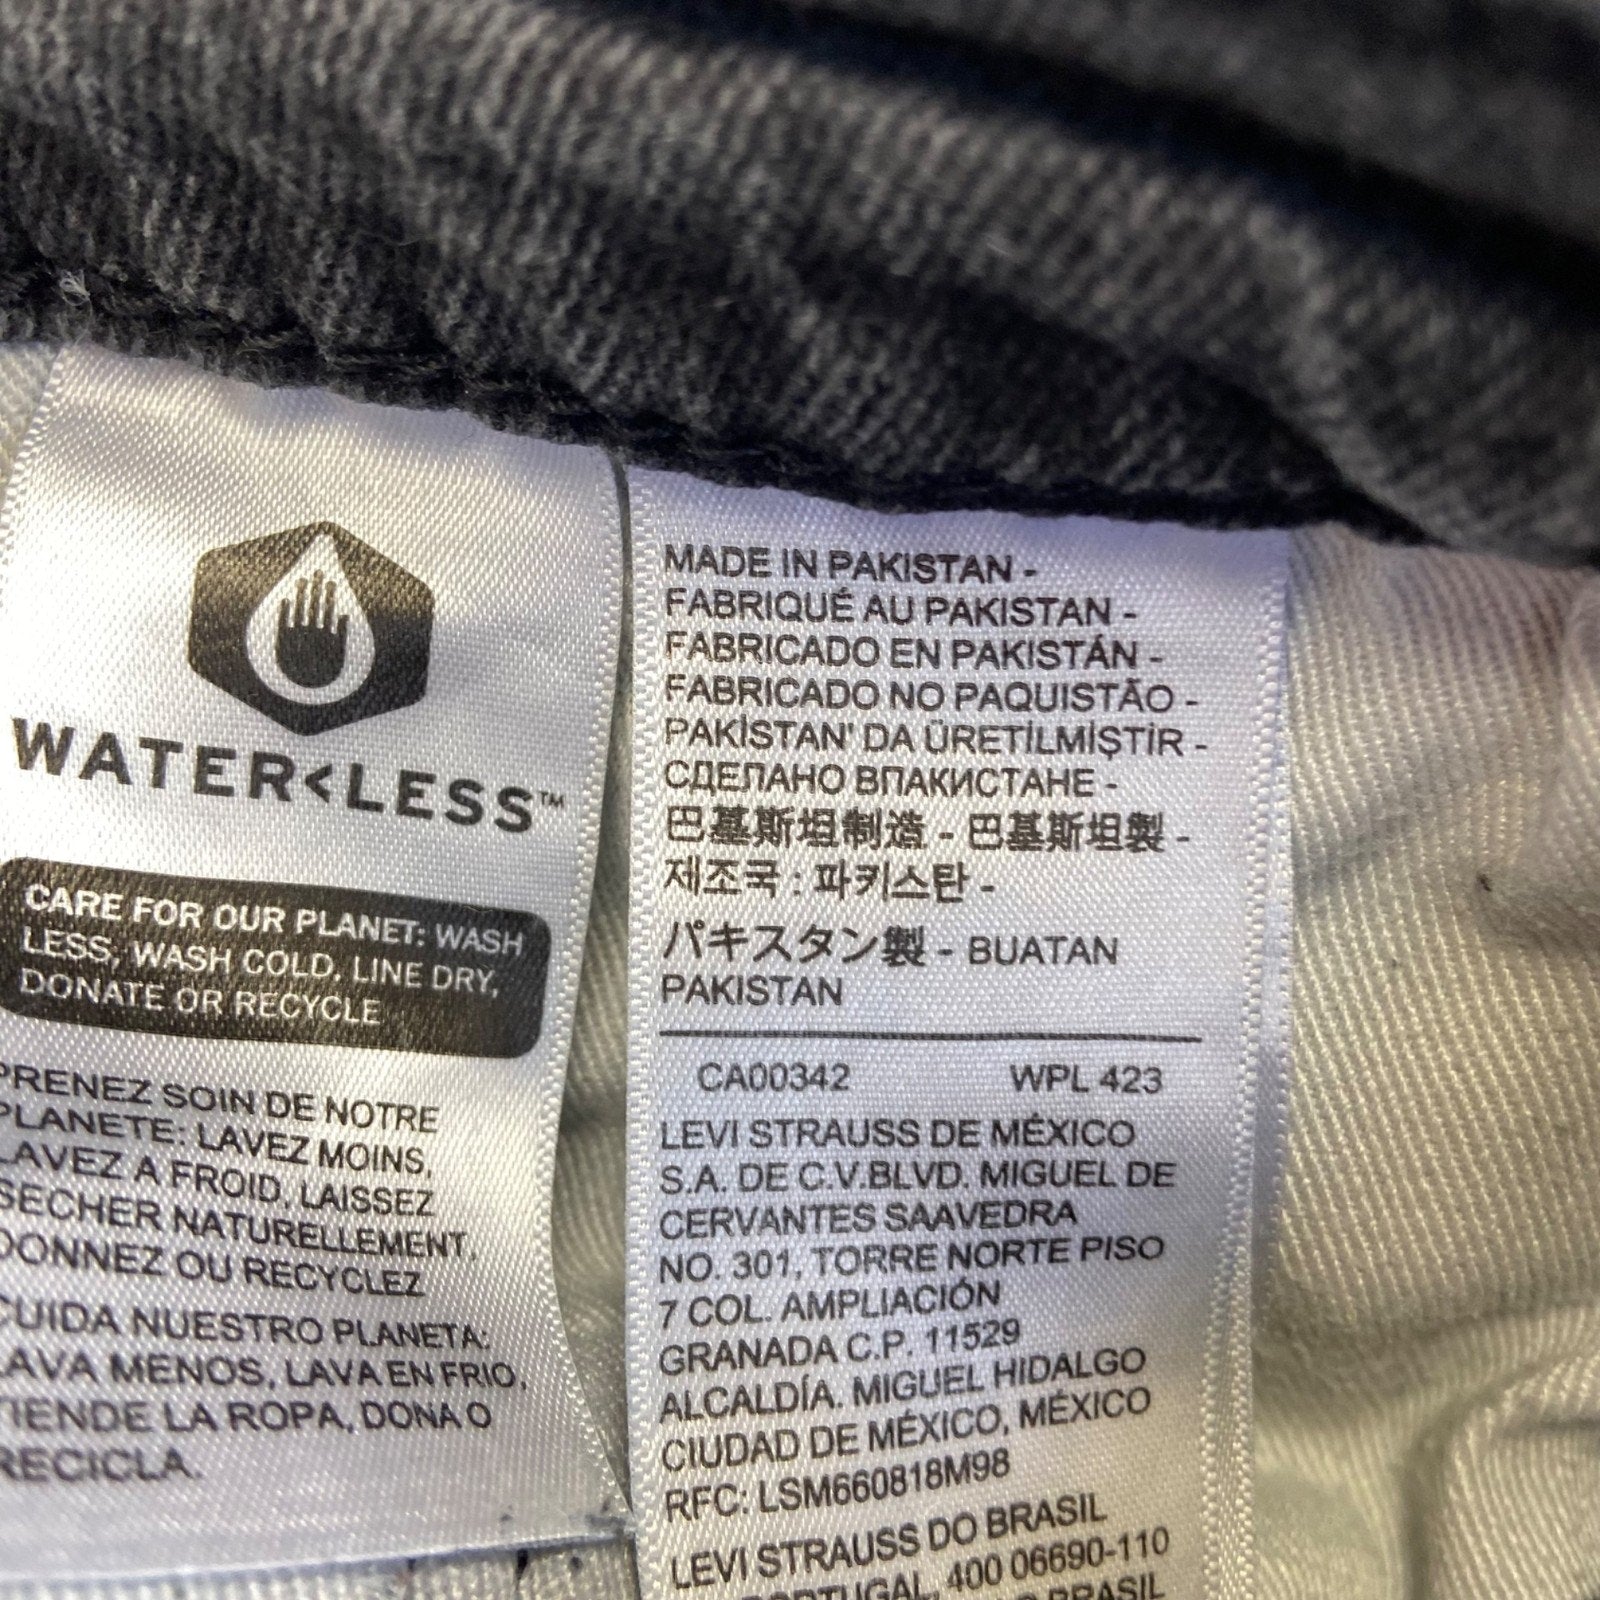 WATER<LESS™
CARE FOR OUR PLANET: WASH
LESS, WASH COLD, LINE DRY,
DONATE OR RECYCLE
PRENEZ SOIN DE NOTRE
PLANETE: LAVEZ MOINS,
LAVEZ A FROID, LAISSEZ
SECHER NATURELLEMENT,
DONNEZ OU RECYCLEZ
CUIDA NUESTRO PLANETA:
LAVA MENOS, LAVA EN FRIO,
TIENDE LA ROPA, DONA O
RECICLA.
MADE IN PAKISTAN -
FABRIQUÉ AU PAKISTAN -
FABRICADO EN PAKISTÁN -
FABRICADO NO PAQUISTÃO -
PAKİSTAN' DA ÜRETİLMİŞTİR -
СДЕЛАНО ВПАКИСТАНЕ -
巴基斯坦制造 - 巴基斯坦製 -
제조국 : 파키스탄 -
パキスタン製 - BUATAN
PAKISTAN
CA00342 WPL 423
LEVI STRAUSS DE MÉXICO
S.A. DE C.V.BLVD. MIGUEL DE
CERVANTES SAAVEDRA
NO. 301, TORRE NORTE PISO
7 COL. AMPLIACIÓN
GRANADA C.P. 11529
ALCALDÍA. MIGUEL HIDALGO
CIUDAD DE MÉXICO, MÉXICO
RFC: LSM660818M98
LEVI STRAUSS DO BRASIL
PORTUGAL, 400 06690-110
BRASIL